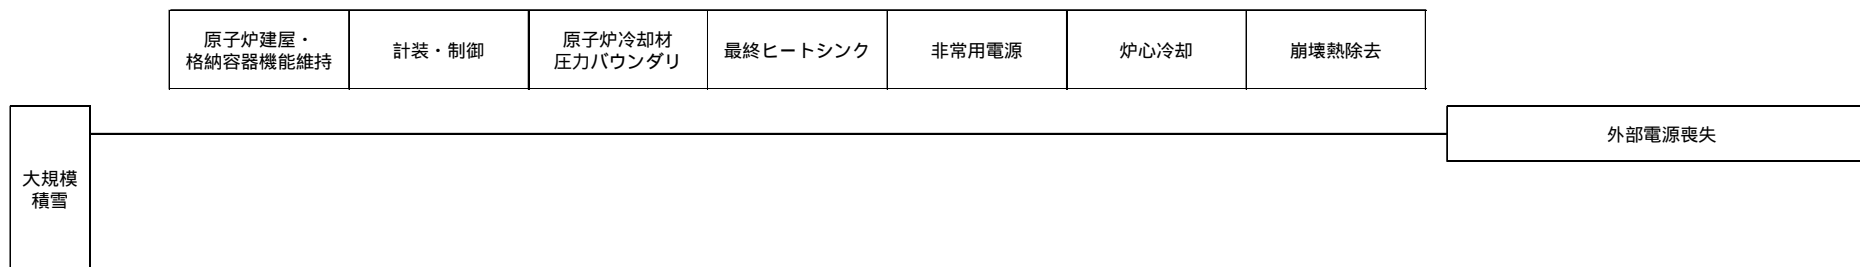 原子炉建屋・
格納容器機能維持
計装・制御
原子炉冷却材
圧力バウンダリ
最終ヒートシンク
非常用電源
炉心冷却
崩壊熱除去
外部電源喪失
大規模
積雪